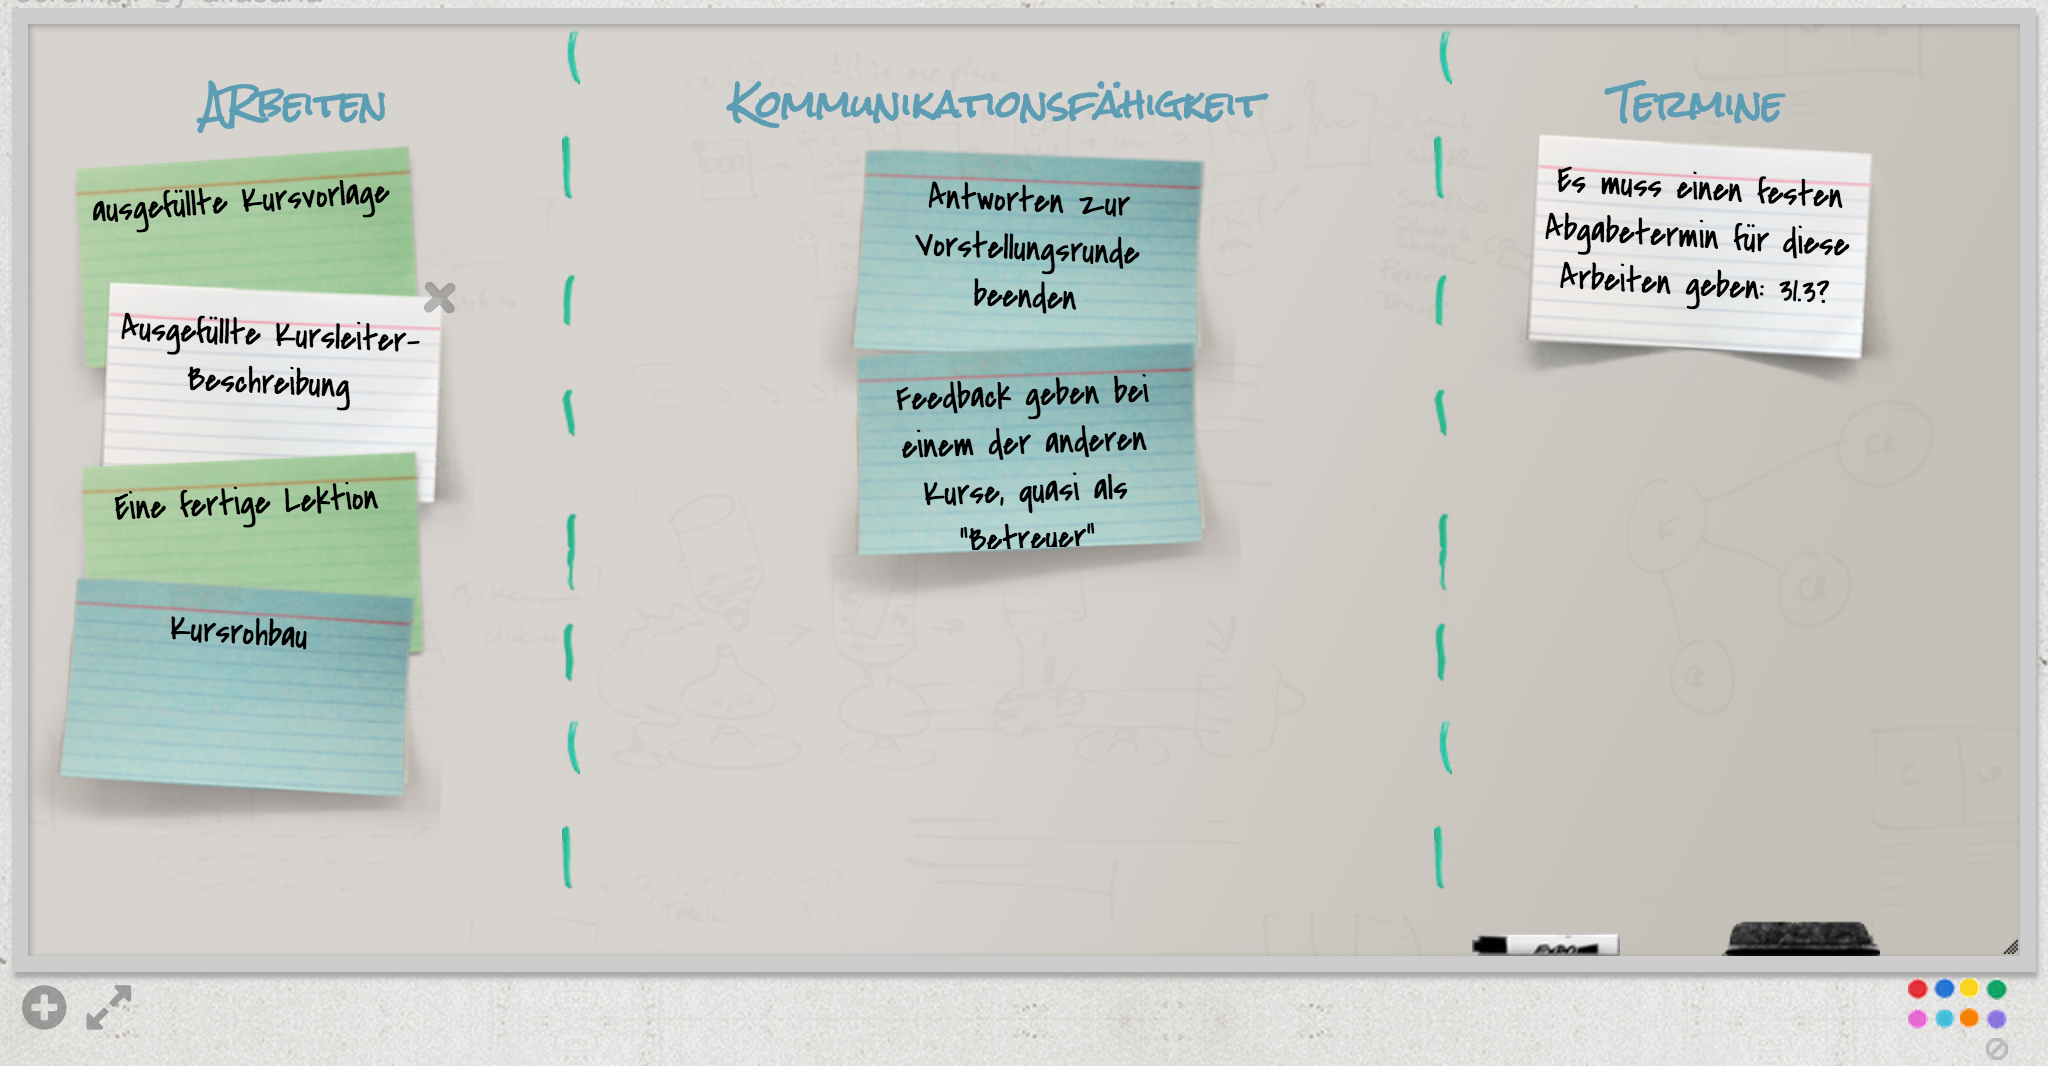 Arbeiten
ausgefüllte Kursvorlage
Ausgefüllte Kursleiter-
Beschreibung
Eine fertige Lektion
Kursrohbau
Kommunikationsfähigkeit
Antworten zur
Vorstellungsrunde
beenden
Feedback geben bei
einem der anderen
Kurse, quasi als
"Betreuer"
Termine
Es muss einen festen
Abgabetermin für diese
Arbeiten geben: 31.3?
EXPO